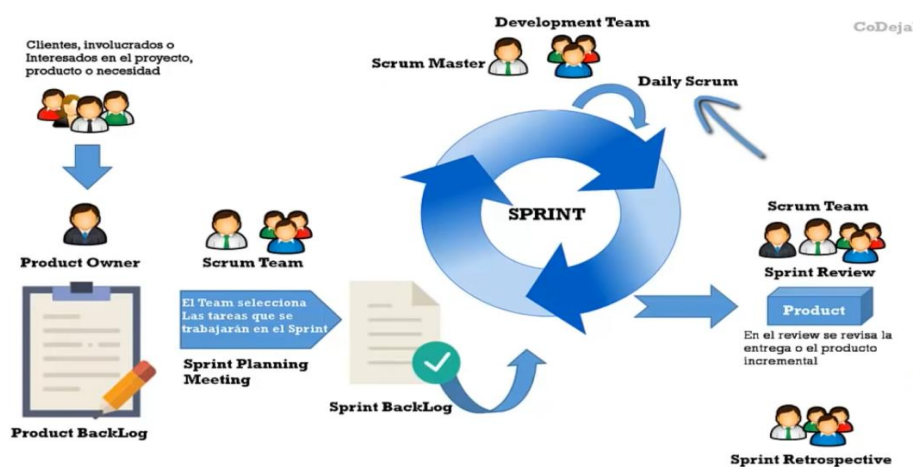 Clientes, involucrados o
Interesados en el proyecto,
producto o necesidad
Product Owner
Product BackLog
Scrum Team
El Team selecciona
Las tareas que se
trabajarán en el Sprint
Sprint Planning
Meeting
Sprint BackLog
Development Team
Scrum Master
Daily Scrum
SPRINT
CoDeja
Scrum Team
Sprint Review
Product
En el review se revisa la
entrega o el producto
incremental
Sprint Retrospective